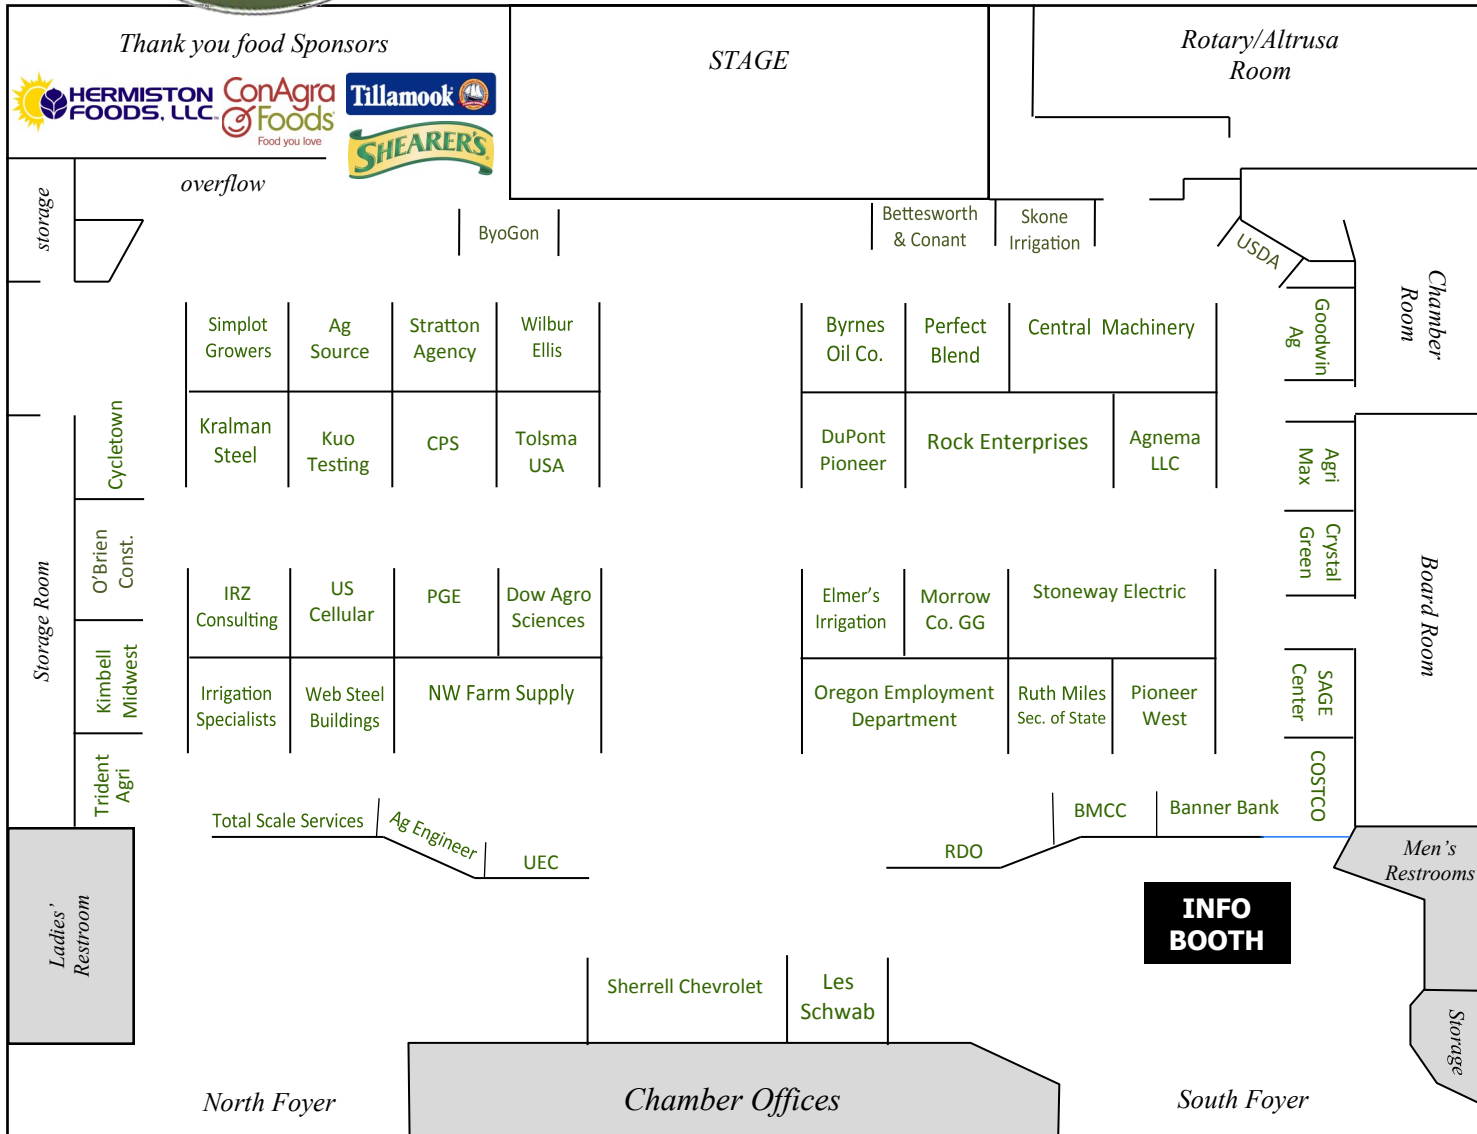 Thank you food Sponsors
HERMISTON
FOODS, LLC
ConAgra
Foods
Food you love
Tillamook
SHEARER'S
STAGE
Rotary/Altrusa
Room
overflow
storage
ByoGon
Bettesworth
& Conant
Skone
Irrigation
USDA
Chamber
Room
Simplot
Growers
Ag
Source
Stratton
Agency
Wilbur
Ellis
Byrnes
Oil Co.
Perfect
Blend
Central Machinery
Goodwin
Ag
Kralman
Steel
Kuo
Testing
CPS
Tolsma
USA
DuPont
Pioneer
Rock Enterprises
Agnema
LLC
Agri
Max
Cycletown
O'Brien
Const.
Crystal
Green
Storage Room
Board Room
IRZ
Consulting
US
Cellular
PGE
Dow Agro
Sciences
Elmer's
Irrigation
Morrow
Co. GG
Stoneway Electric
Kimbell
Midwest
Irrigation
Specialists
Web Steel
Buildings
NW Farm Supply
Oregon Employment
Department
Ruth Miles
Sec. of State
Pioneer
West
SAGE
Center
Trident
Agri
COSTCO
Total Scale Services
Ag Engineer
UEC
RDO
BMCC
Banner Bank
Men's
Restrooms
Ladies'
Restroom
INFO
BOOTH
Sherrell Chevrolet
Les
Schwab
Storage
North Foyer
Chamber Offices
South Foyer